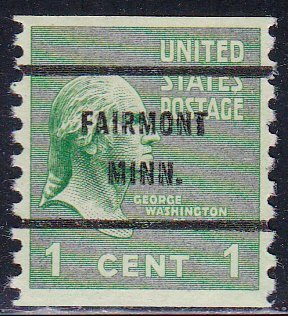 UNITED
STATES
POSTAGE
FAIRMONT
MINN.
GEORGE
WASHINGTON
1 CENT 1